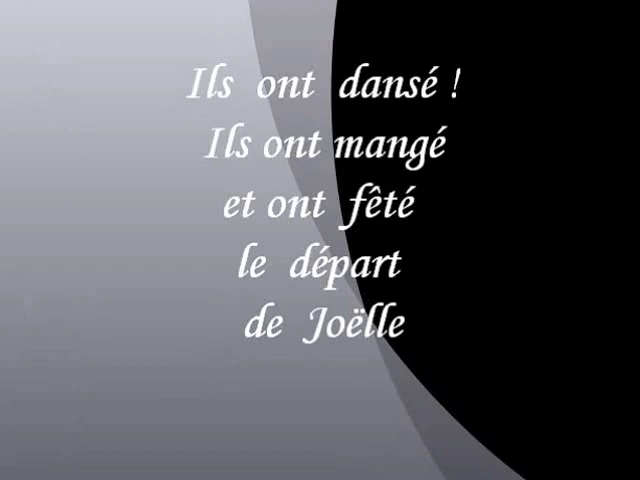 Ils ont dansé !
Ils ont mangé
et ont fêté
le départ
de Joëlle